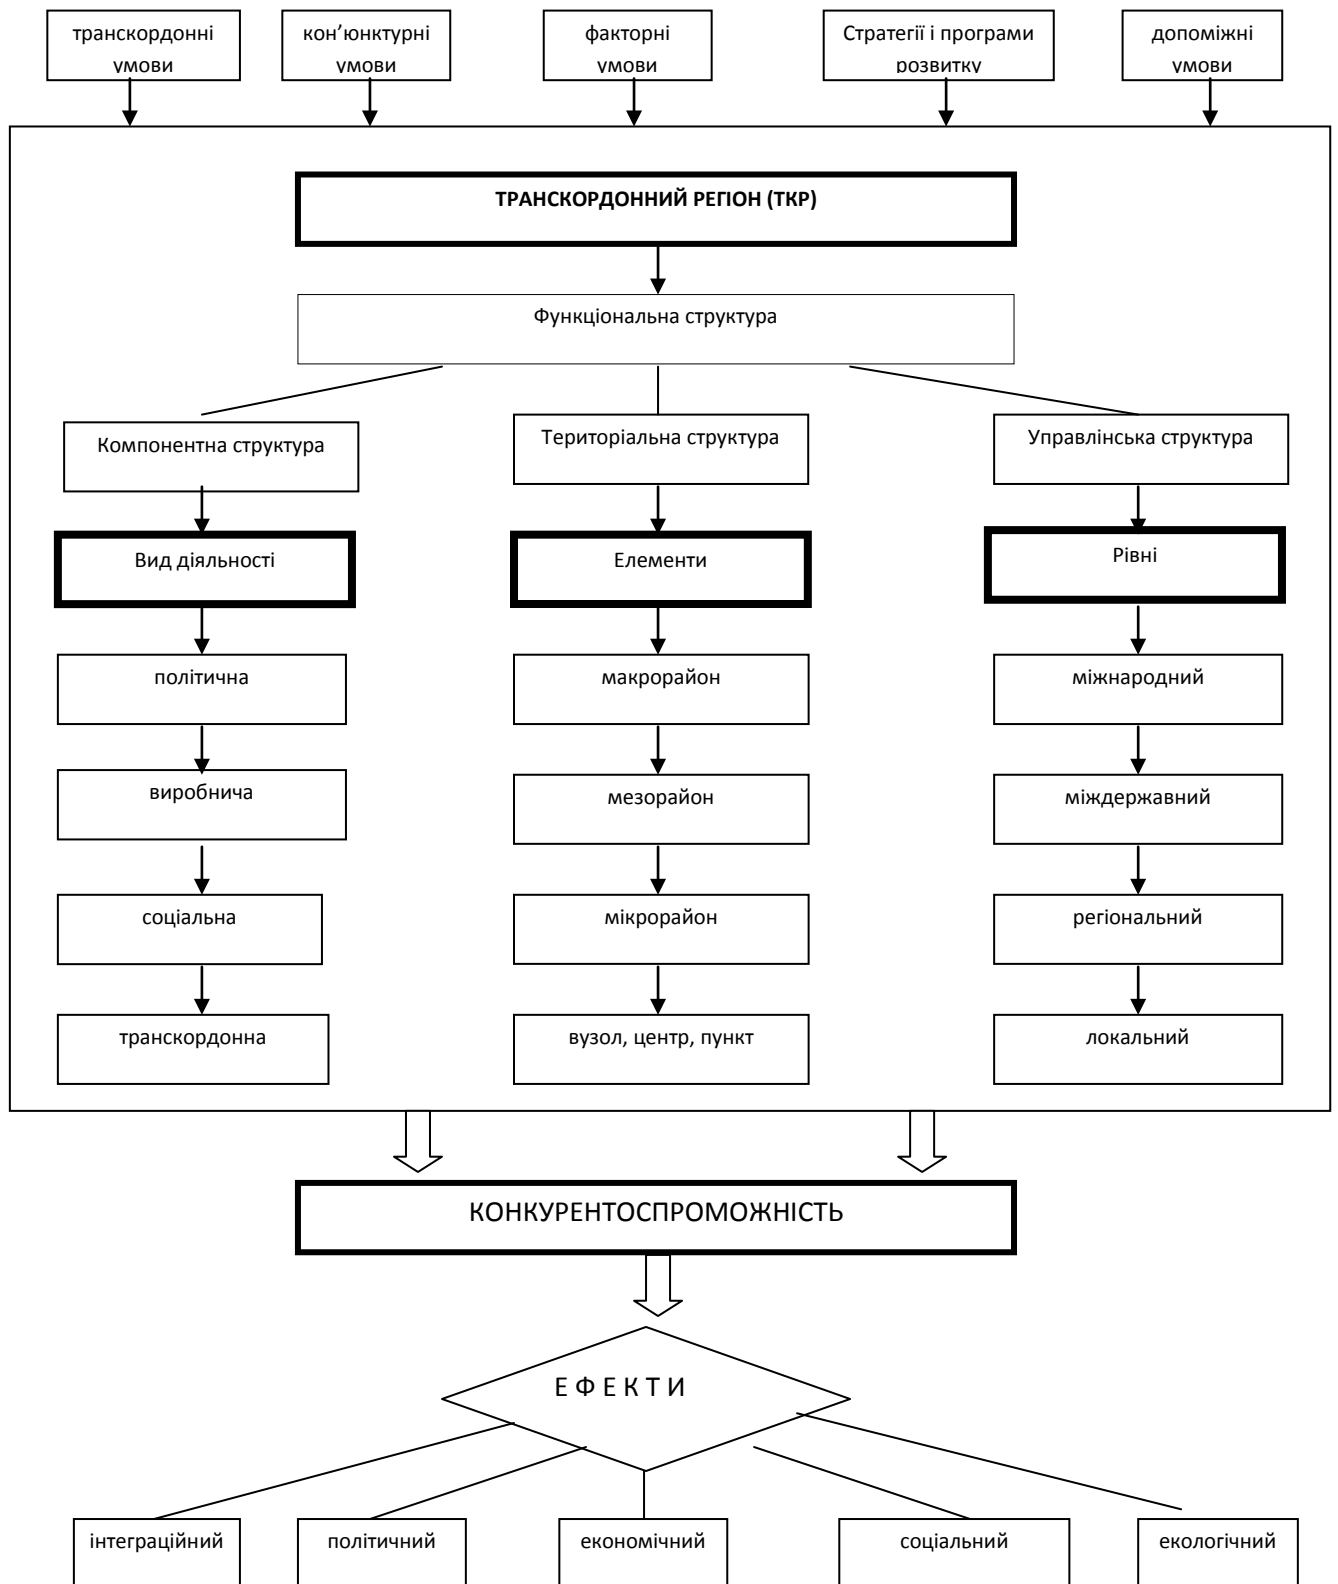 транскордонні
умови
кон’юнктурні
умови
факторні
умови
Стратегії і програми
розвитку
допоміжні
умови
ТРАНСКОРДОННИЙ РЕГІОН (ТКР)
Функціональна структура
Компонентна структура
Територіальна структура
Управлінська структура
Вид діяльності
Елементи
Рівні
політична
макрорайон
міжнародний
виробнича
мезорайон
міждержавний
соціальна
мікрорайон
регіональний
транскордонна
вузол, центр, пункт
локальний
КОНКУРЕНТОСПРОМОЖНІСТЬ
Е Ф Е К Т И
інтеграційний
політичний
економічний
соціальний
екологічний